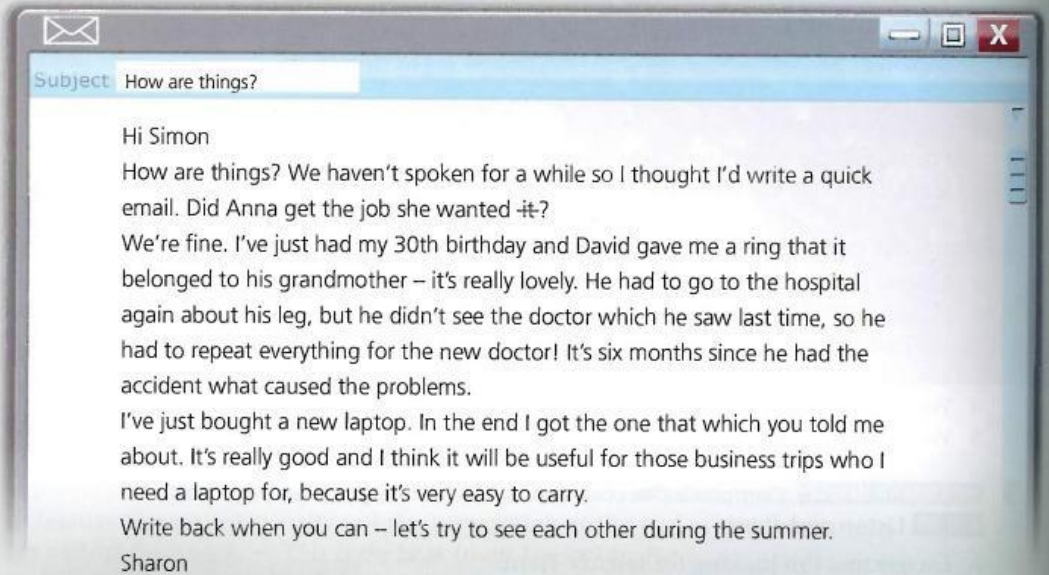 X
Subject How are things?
Hi Simon
How are things? We haven't spoken for a while so I thought I'd write a quick
email. Did Anna get the job she wanted it?
We're fine. I've just had my 30th birthday and David gave me a ring that it
belonged to his grandmother – it's really lovely. He had to go to the hospital
again about his leg, but he didn't see the doctor which he saw last time, so he
had to repeat everything for the new doctor! It's six months since he had the
accident what caused the problems.
I've just bought a new laptop. In the end I got the one that which you told me
about. It's really good and I think it will be useful for those business trips who I
need a laptop for, because it's very easy to carry.
Write back when you can – let's try to see each other during the summer.
Sharon